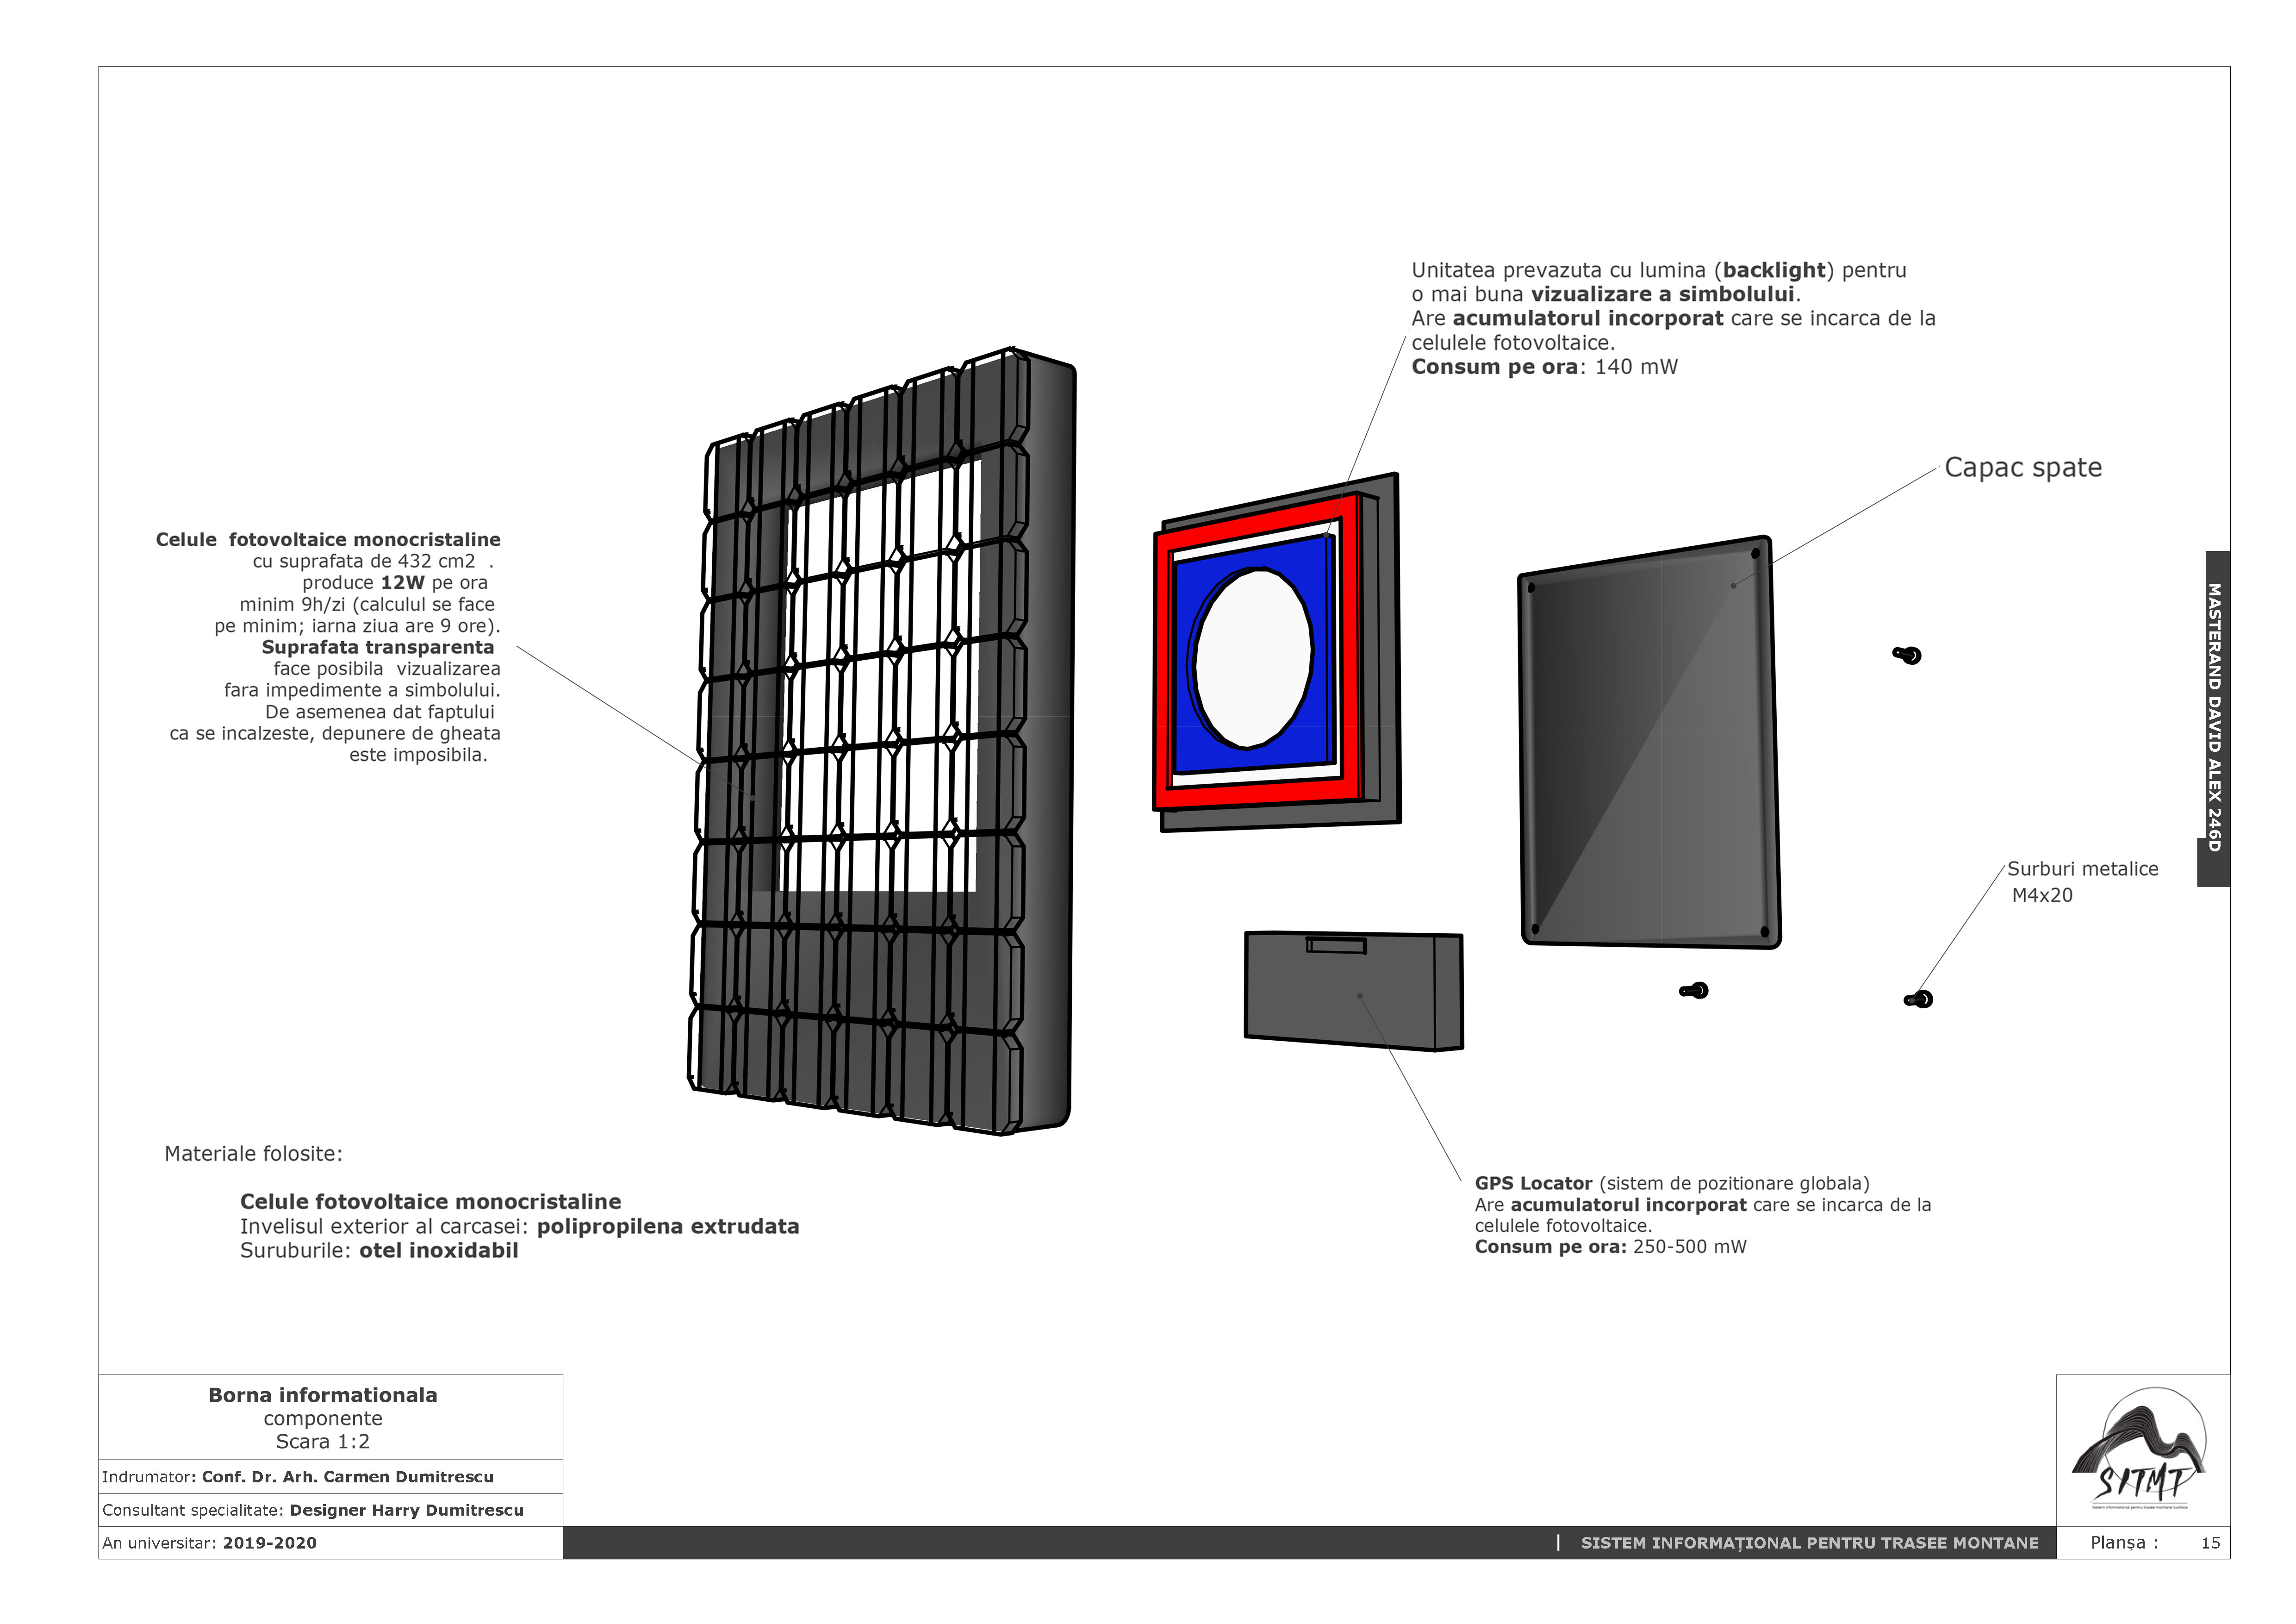 Unitatea prevazuta cu lumina (backlight) pentru
o mai buna vizualizare a simbolului.
Are acumulatorul incorporat care se incarca de la
celulele fotovoltaice.
Consum pe ora: 140 mW
Capac spate
Celule fotovoltaice monocristaline
cu suprafata de 432 cm2 .
produce 12W pe ora
minim 9h/zi (calculul se face
pe minim; iarna ziua are 9 ore).
Suprafata transparenta
face posibila vizualizarea
fara impedimente a simbolului.
De asemenea dat faptului
ca se incalzeste, depunere de gheata
este imposibila.
MASTERAND DAVID ALEX 246D
Surburi metalice
M4x20
Materiale folosite:
Celule fotovoltaice monocristaline
Invelisul exterior al carcasei: polipropilena extrudata
Suruburile: otel inoxidabil
GPS Locator (sistem de pozitionare globala)
Are acumulatorul incorporat care se incarca de la
celulele fotovoltaice.
Consum pe ora: 250-500 mW
Borna informationala
componente
Scara 1:2
Indrumator: Conf. Dr. Arh. Carmen Dumitrescu
Consultant specialitate: Designer Harry Dumitrescu
An universitar: 2019-2020
| SISTEM INFORMAȚIONAL PENTRU TRASEE MONTANE
SITMT
Sistem informational pentru trasee montane turistice
Planșa : 15